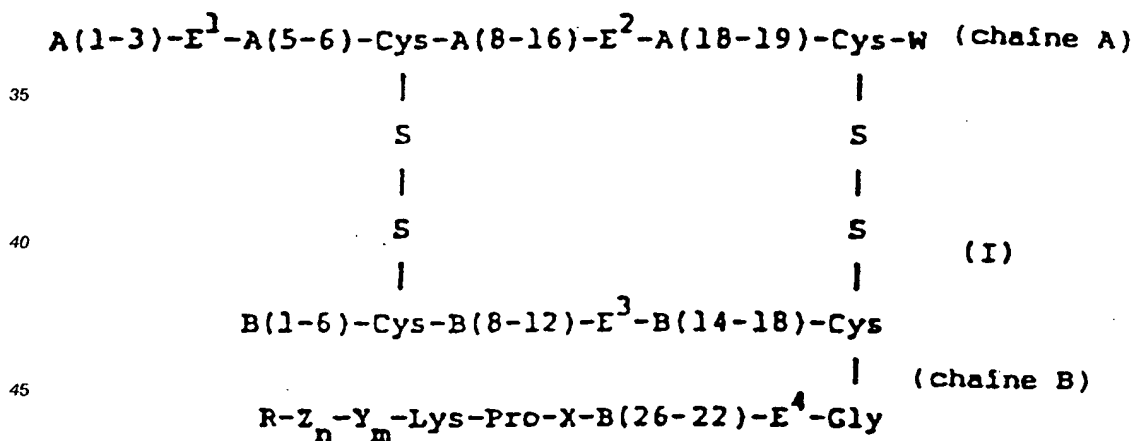 A(1-3)-E¹-A(5-6)-Cys-A(8-16)-E²-A(18-19)-Cys-W (chaîne A)
35 | |
S S
| |
40 S S (I)
| |
B(1-6)-Cys-B(8-12)-E³-B(14-18)-Cys
| (chaîne B)
45
R-Zₙ-Yₘ-Lys-Pro-X-B(26-22)-E⁴-Gly